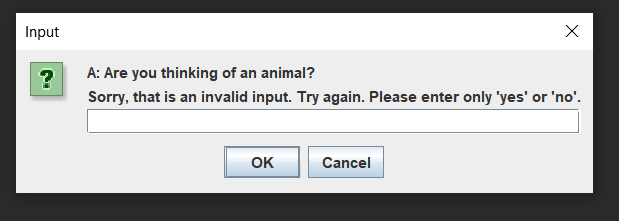 Input
A: Are you thinking of an animal?
Sorry, that is an invalid input. Try again. Please enter only 'yes' or 'no'.
OK Cancel